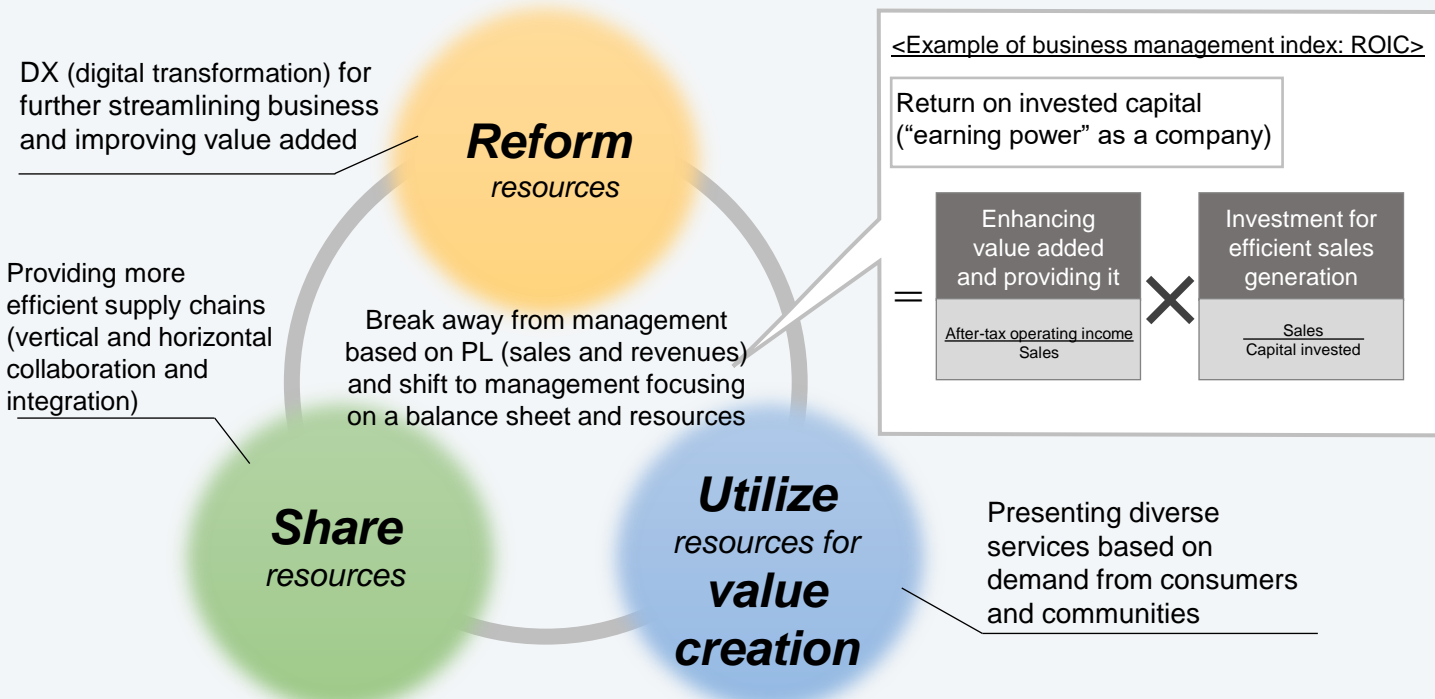 DX (digital transformation) for
further streamlining business
and improving value added
Reform
resources
Providing more
efficient supply chains
(vertical and horizontal
collaboration and
integration)
Break away from management
based on PL (sales and revenues)
and shift to management focusing
on a balance sheet and resources
Share
resources
Utilize
resources for
value
creation
Presenting diverse
services based on
demand from consumers
and communities
<Example of business management index: ROIC>
Return on invested capital
(“earning power” as a company)
=
Enhancing
value added
and providing it
After-tax operating income
Sales
×
Investment for
efficient sales
generation
Sales
Capital invested